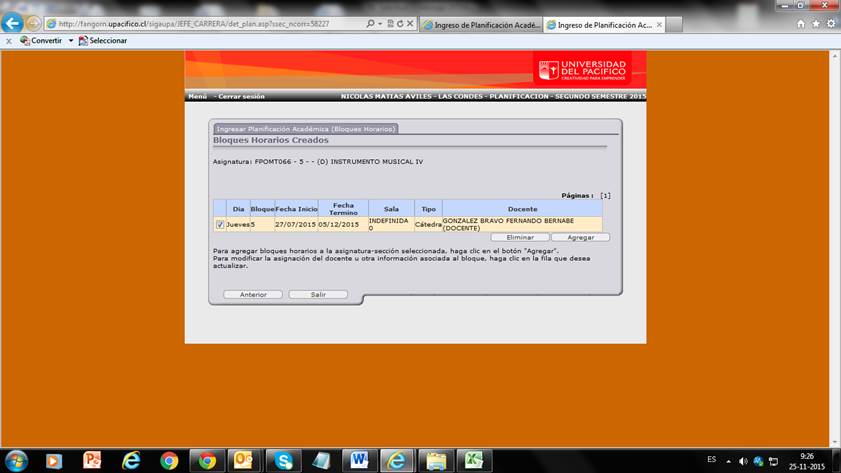 http://fangorn.upacifico.cl/sigaupa/JEFE_CARRERA/det_plan.asp?ssec_ncorr=58227
Ingreso de Planificación Acadé...
Ingreso de Planificación Ac...
Convertir
Seleccionar
UNIVERSIDAD
DEL PACIFICO
CREATIVIDAD PARA EMPRENDER
Menú - Cerrar sesión
NICOLAS MATIAS AVILES - LAS CONDES - PLANIFICACION - SEGUNDO SEMESTRE 2015
Ingresar Planificación Académica (Bloques Horarios)
Bloques Horarios Creados
Asignatura: FPOMT066 - 5 - - (D) INSTRUMENTO MUSICAL IV
Páginas : [1]
Dia Bloque Fecha Inicio Fecha Termino Sala Tipo Docente
Jueves 5 27/07/2015 05/12/2015 INDEFINIDA 0 Cátedra GONZALEZ BRAVO FERNANDO BERNABE (DOCENTE)
Eliminar Agregar
Para agregar bloques horarios a la asignatura-sección seleccionada, haga clic en el botón "Agregar".
Para modificar la asignación del docente u otra información asociada al bloque, haga clic en la fila que desea
actualizar.
Anterior Salir
ES
9:26
25-11-2015